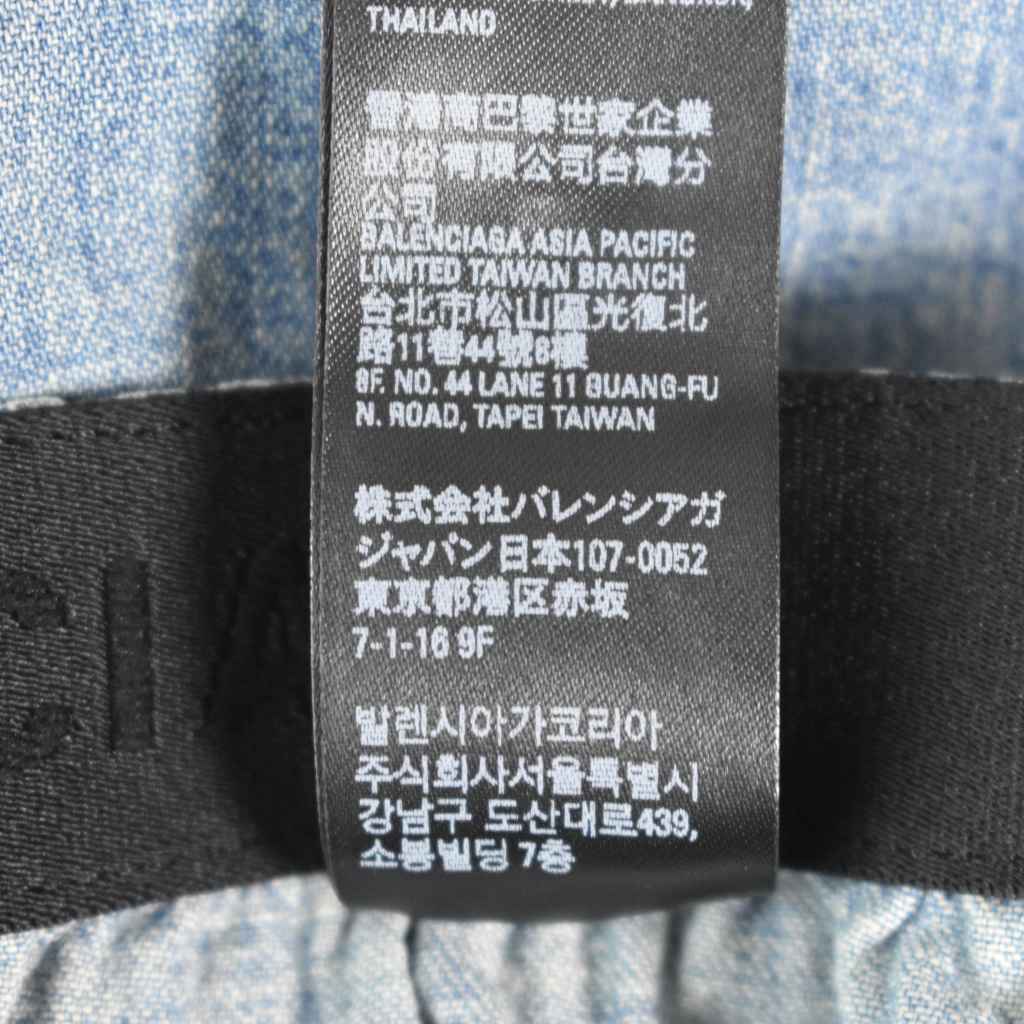 THAILAND
香港商巴黎世家企業
股份有限公司台灣分
公司
BALENCIAGA ASIA PACIFIC
LIMITED TAIWAN BRANCH
台北市松山區光復北
路11巷44號8樓
8F. NO. 44 LANE 11 GUANG-FU
N. ROAD, TAPEI TAIWAN
株式会社バレンシアガ
ジャパン日本107-0052
東京都港区赤坂
7-1-16 9F
발렌시아가코리아
주식회사서울특별시
강남구 도산대로439,
소봉빌딩 7층